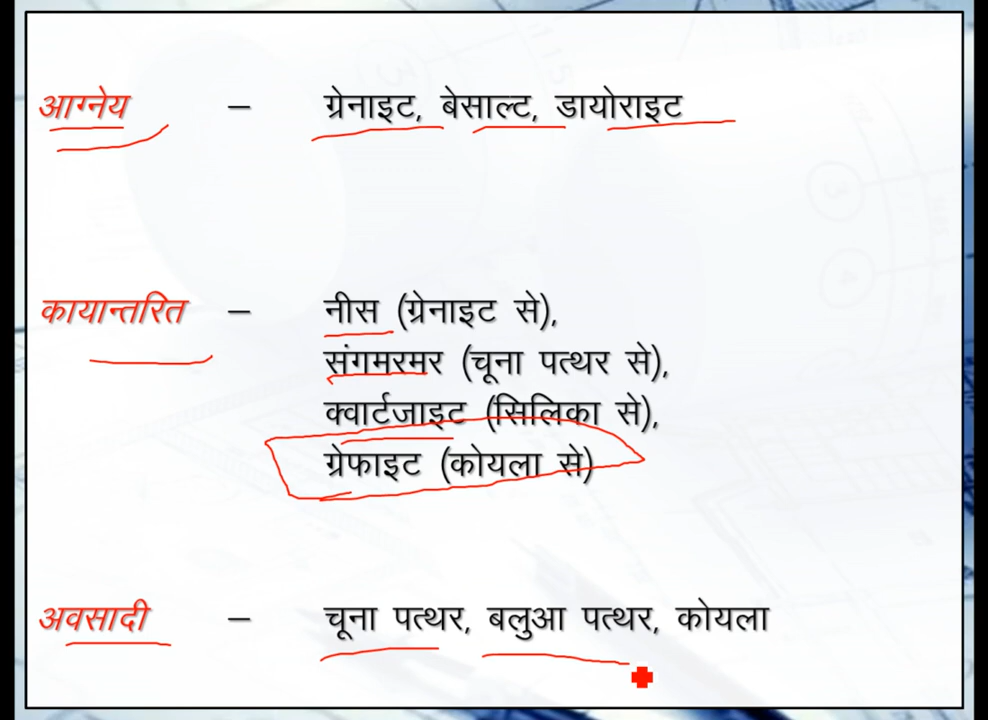 आग्नेय – ग्रेनाइट, बेसाल्ट, डायोराइट
कायान्तरित – नीस (ग्रेनाइट से),
संगमरमर (चूना पत्थर से),
क्वार्टजाइट (सिलिका से),
ग्रेफाइट (कोयला से)
अवसादी – चूना पत्थर, बलुआ पत्थर, कोयला